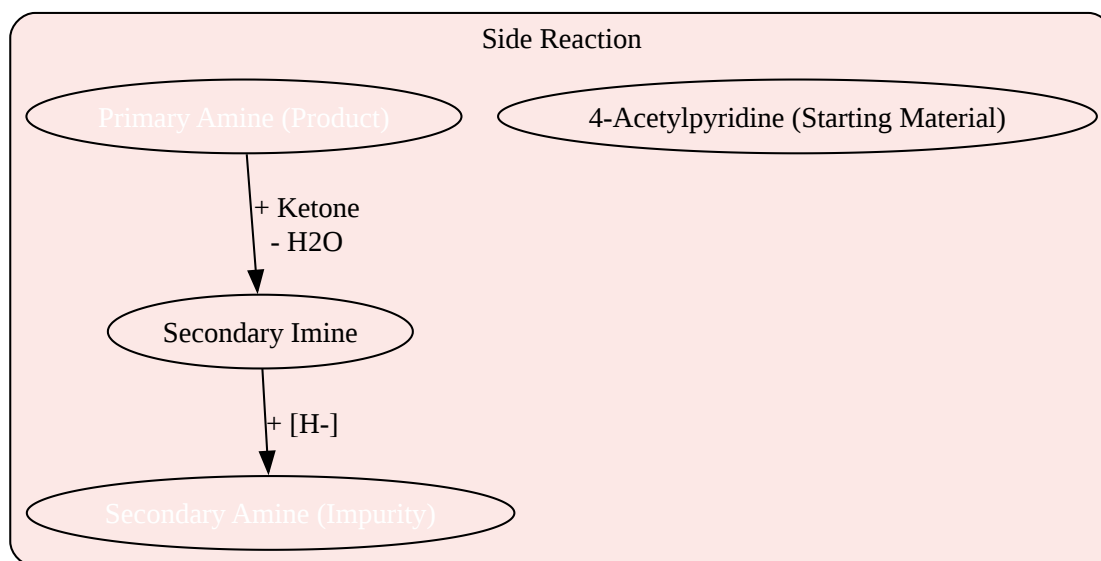 Side Reaction
Primary Amine (Product)
4-Acetylpyridine (Starting Material)
+ Ketone
- H2O
Secondary Imine
+ [H-]
Secondary Amine (Impurity)